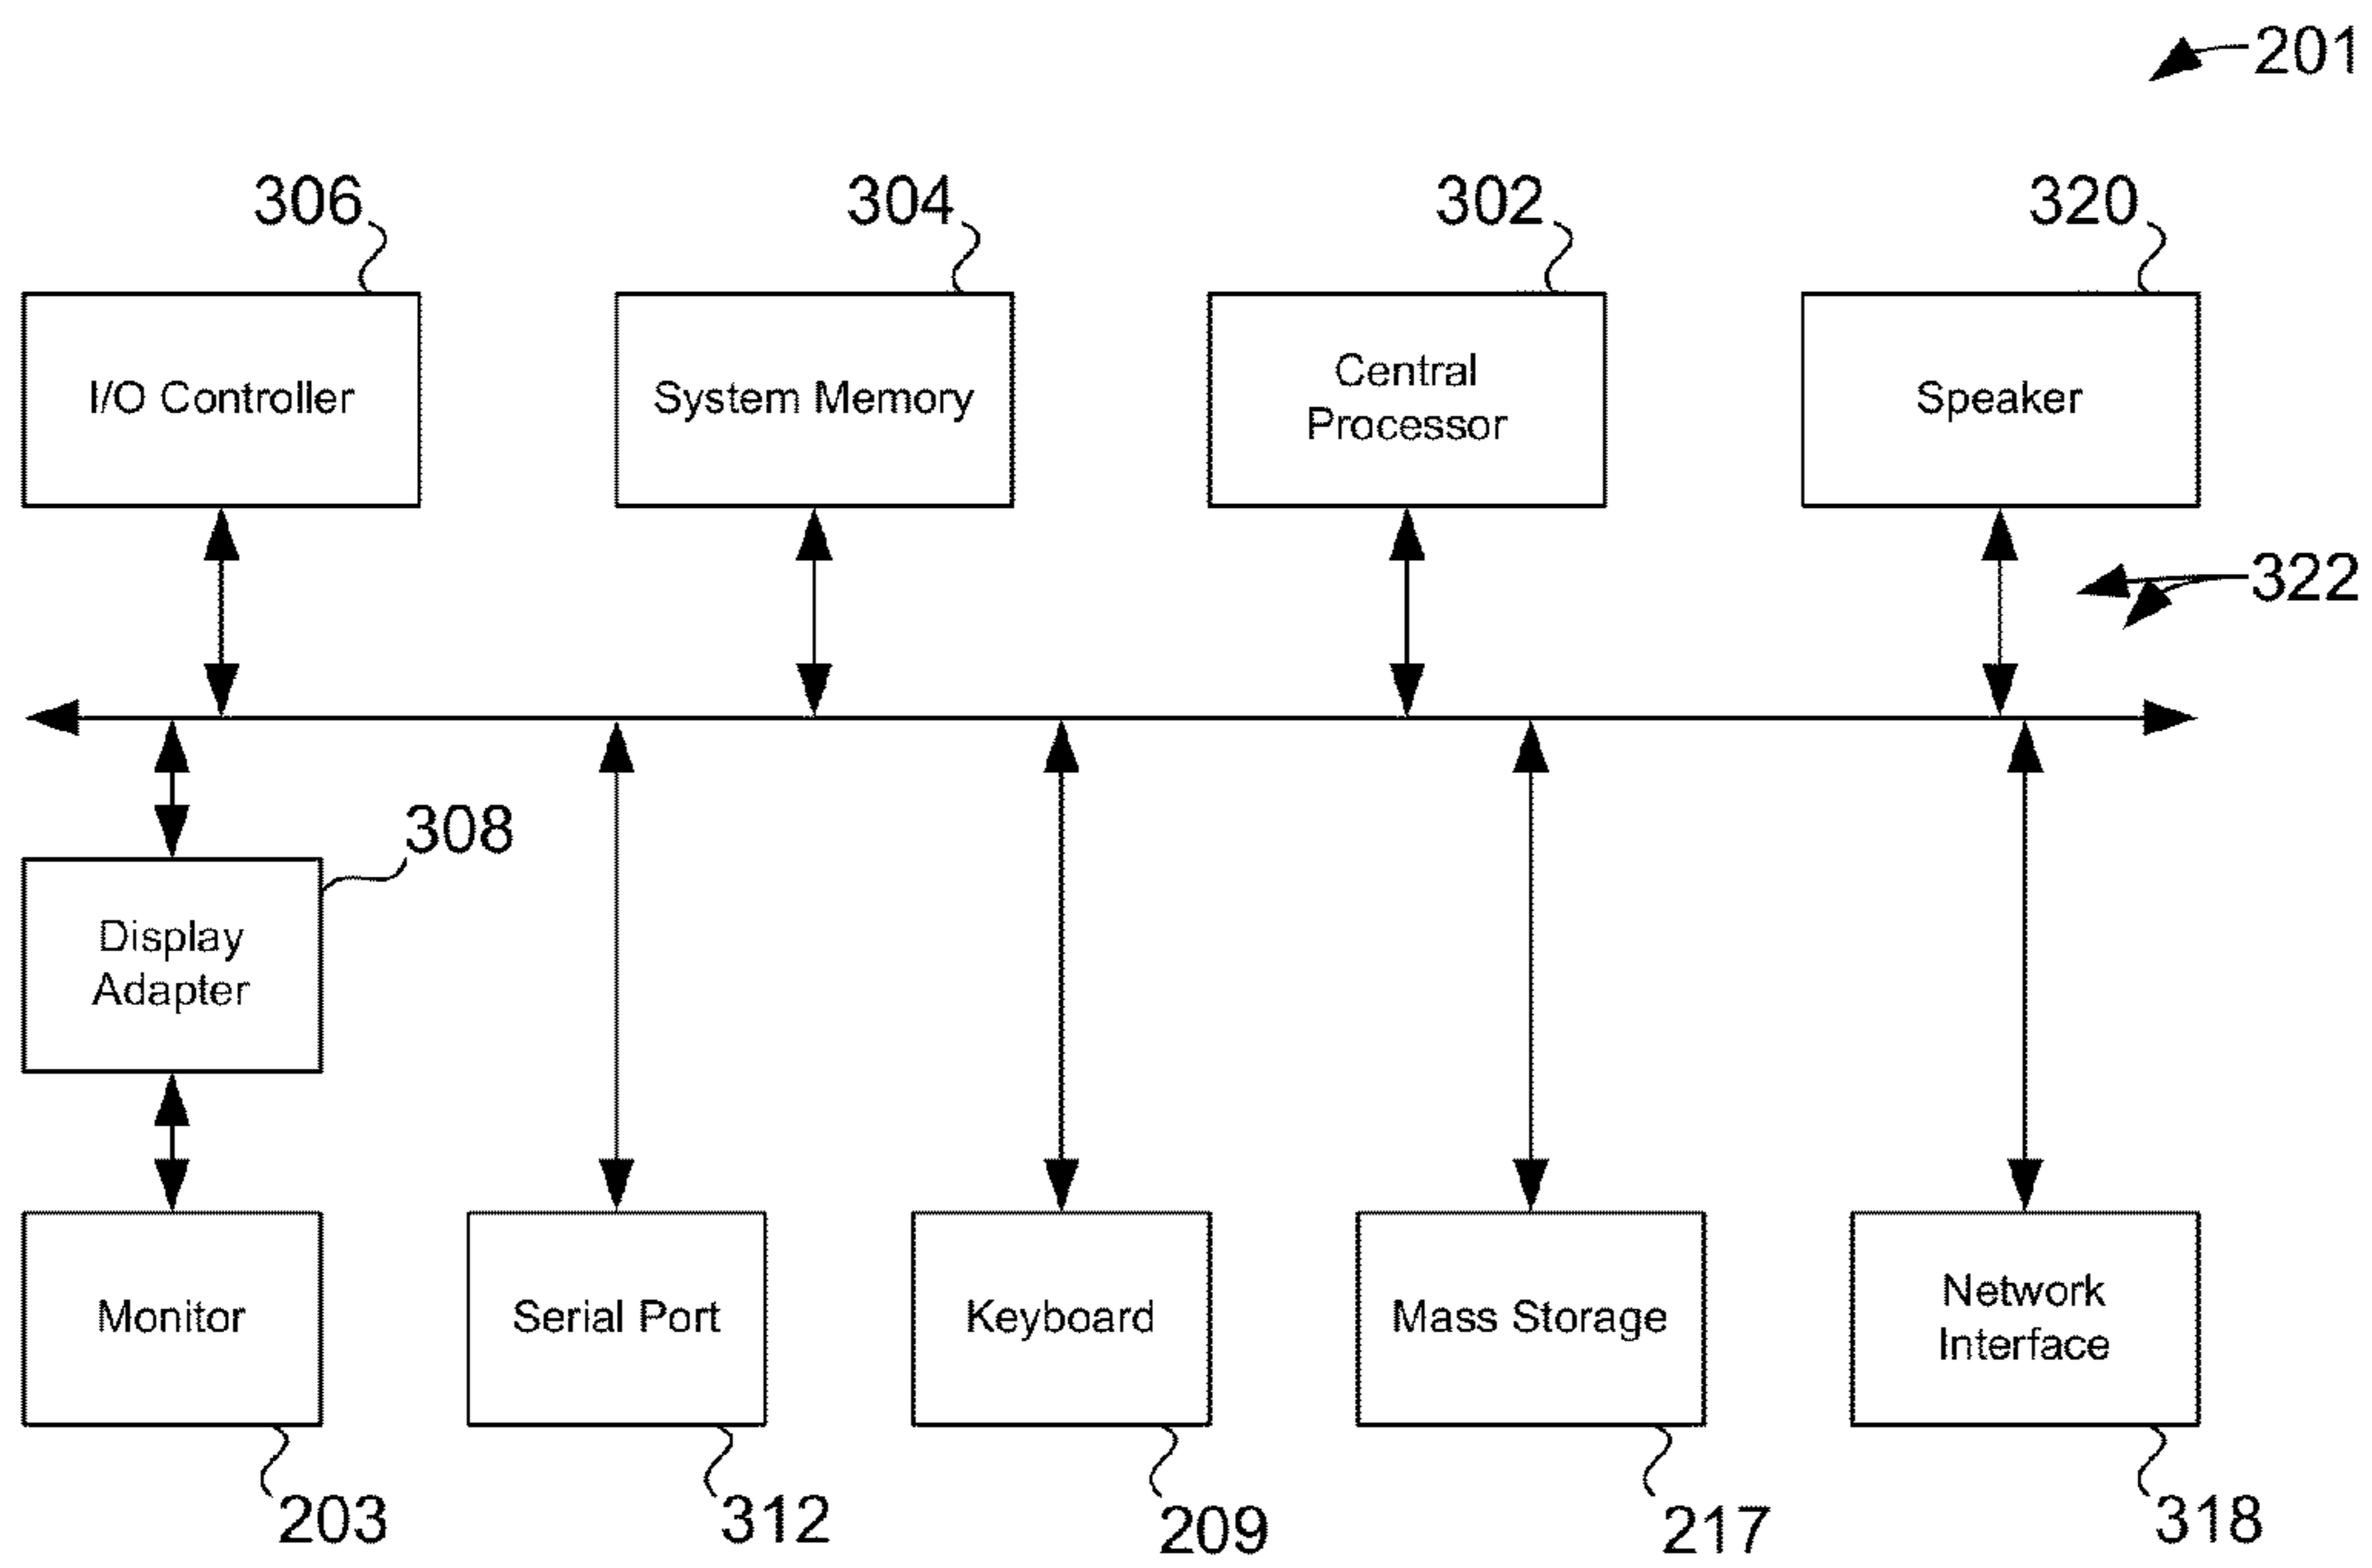 201
306
304
302
320
I/O Controller
System Memory
Central
Processor
Speaker
322
308
Display
Adapter
Monitor
Serial Port
Keyboard
Mass Storage
Network
Interface
203
312
209
217
318